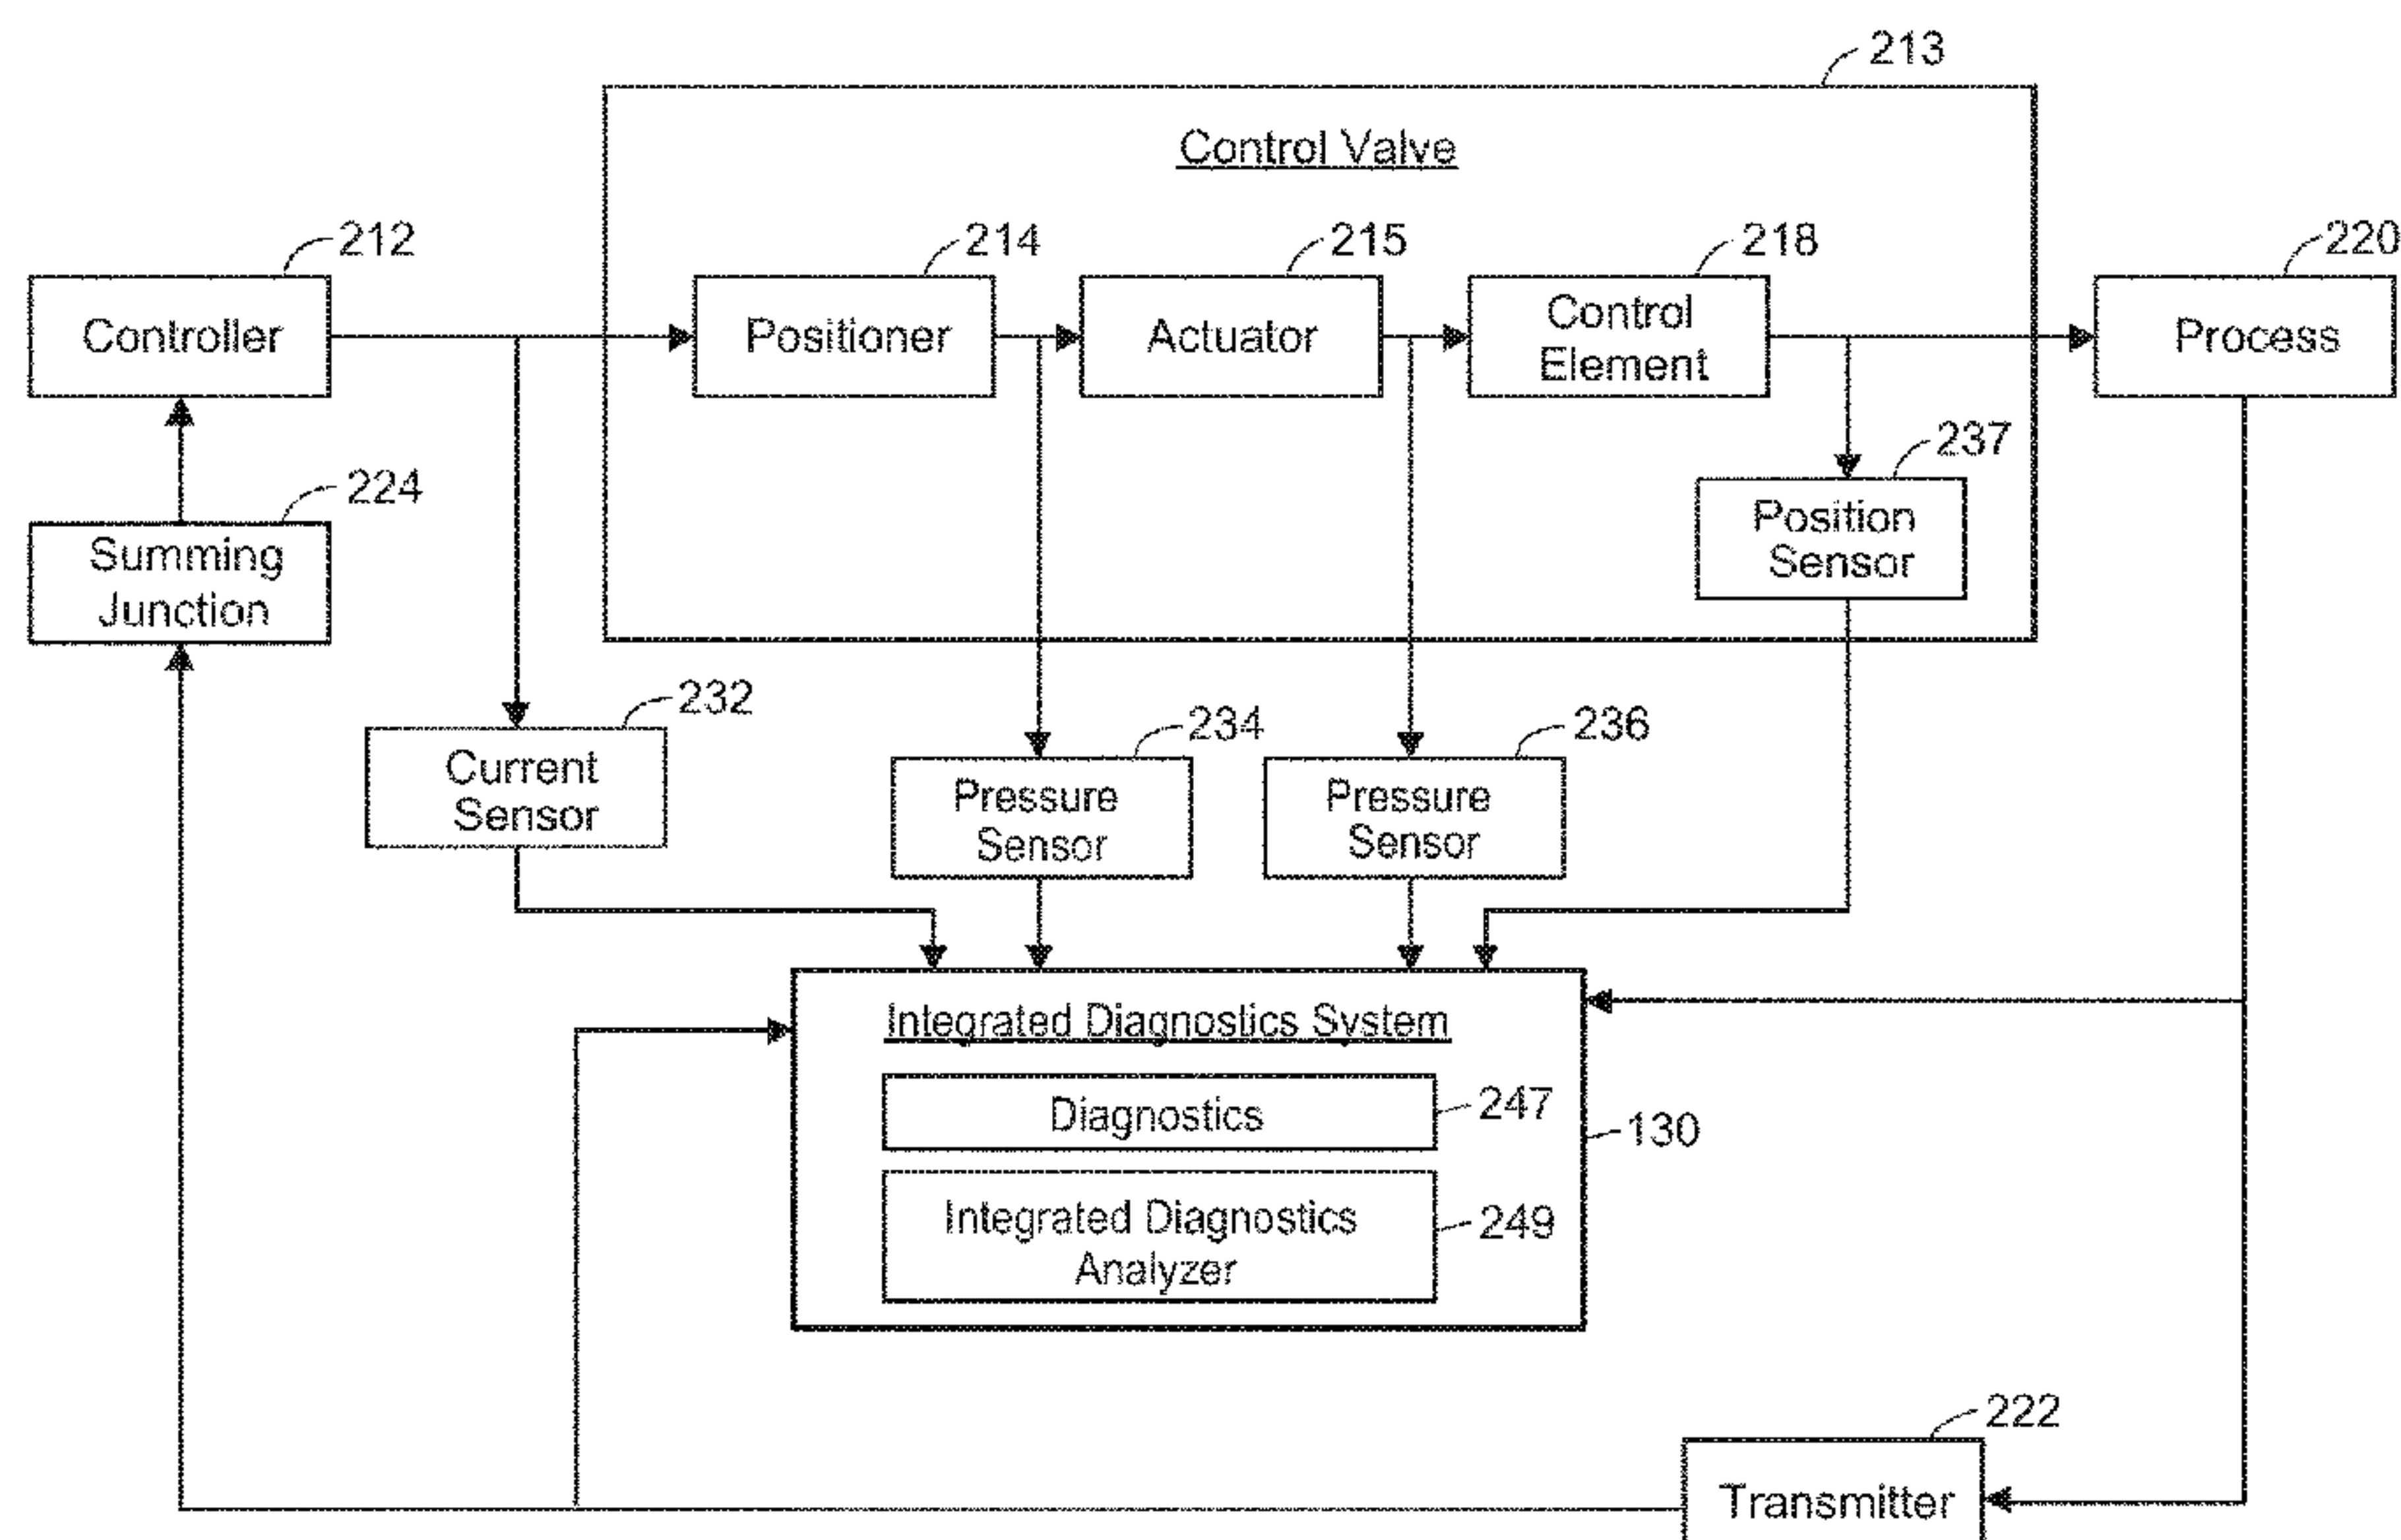 213
Control Valve
212
214
215
218
220
Controller
Positioner
Actuator
Control
Element
Process
237
224
Position
Sensor
Summing
Junction
232
234
236
Current
Sensor
Pressure
Sensor
Pressure
Sensor
Integrated Diagnostics System
Diagnostics
247
130
Integrated Diagnostics
Analyzer
249
222
Transmitter